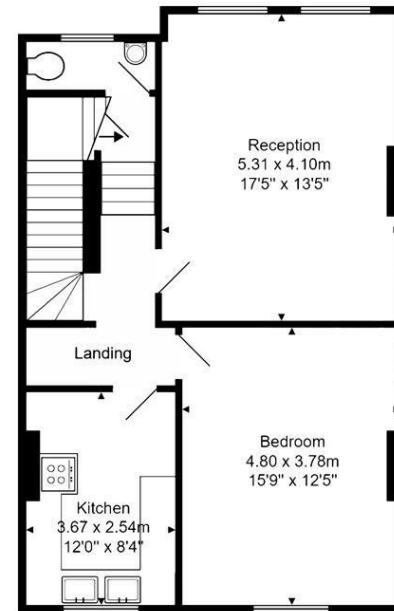 Reception
5.31 x 4.10m
17'5" x 13'5"
Landing
Bedroom
4.80 x 3.78m
15'9" x 12'5"
Kitchen
3.67 x 2.54m
12'0" x 8'4"